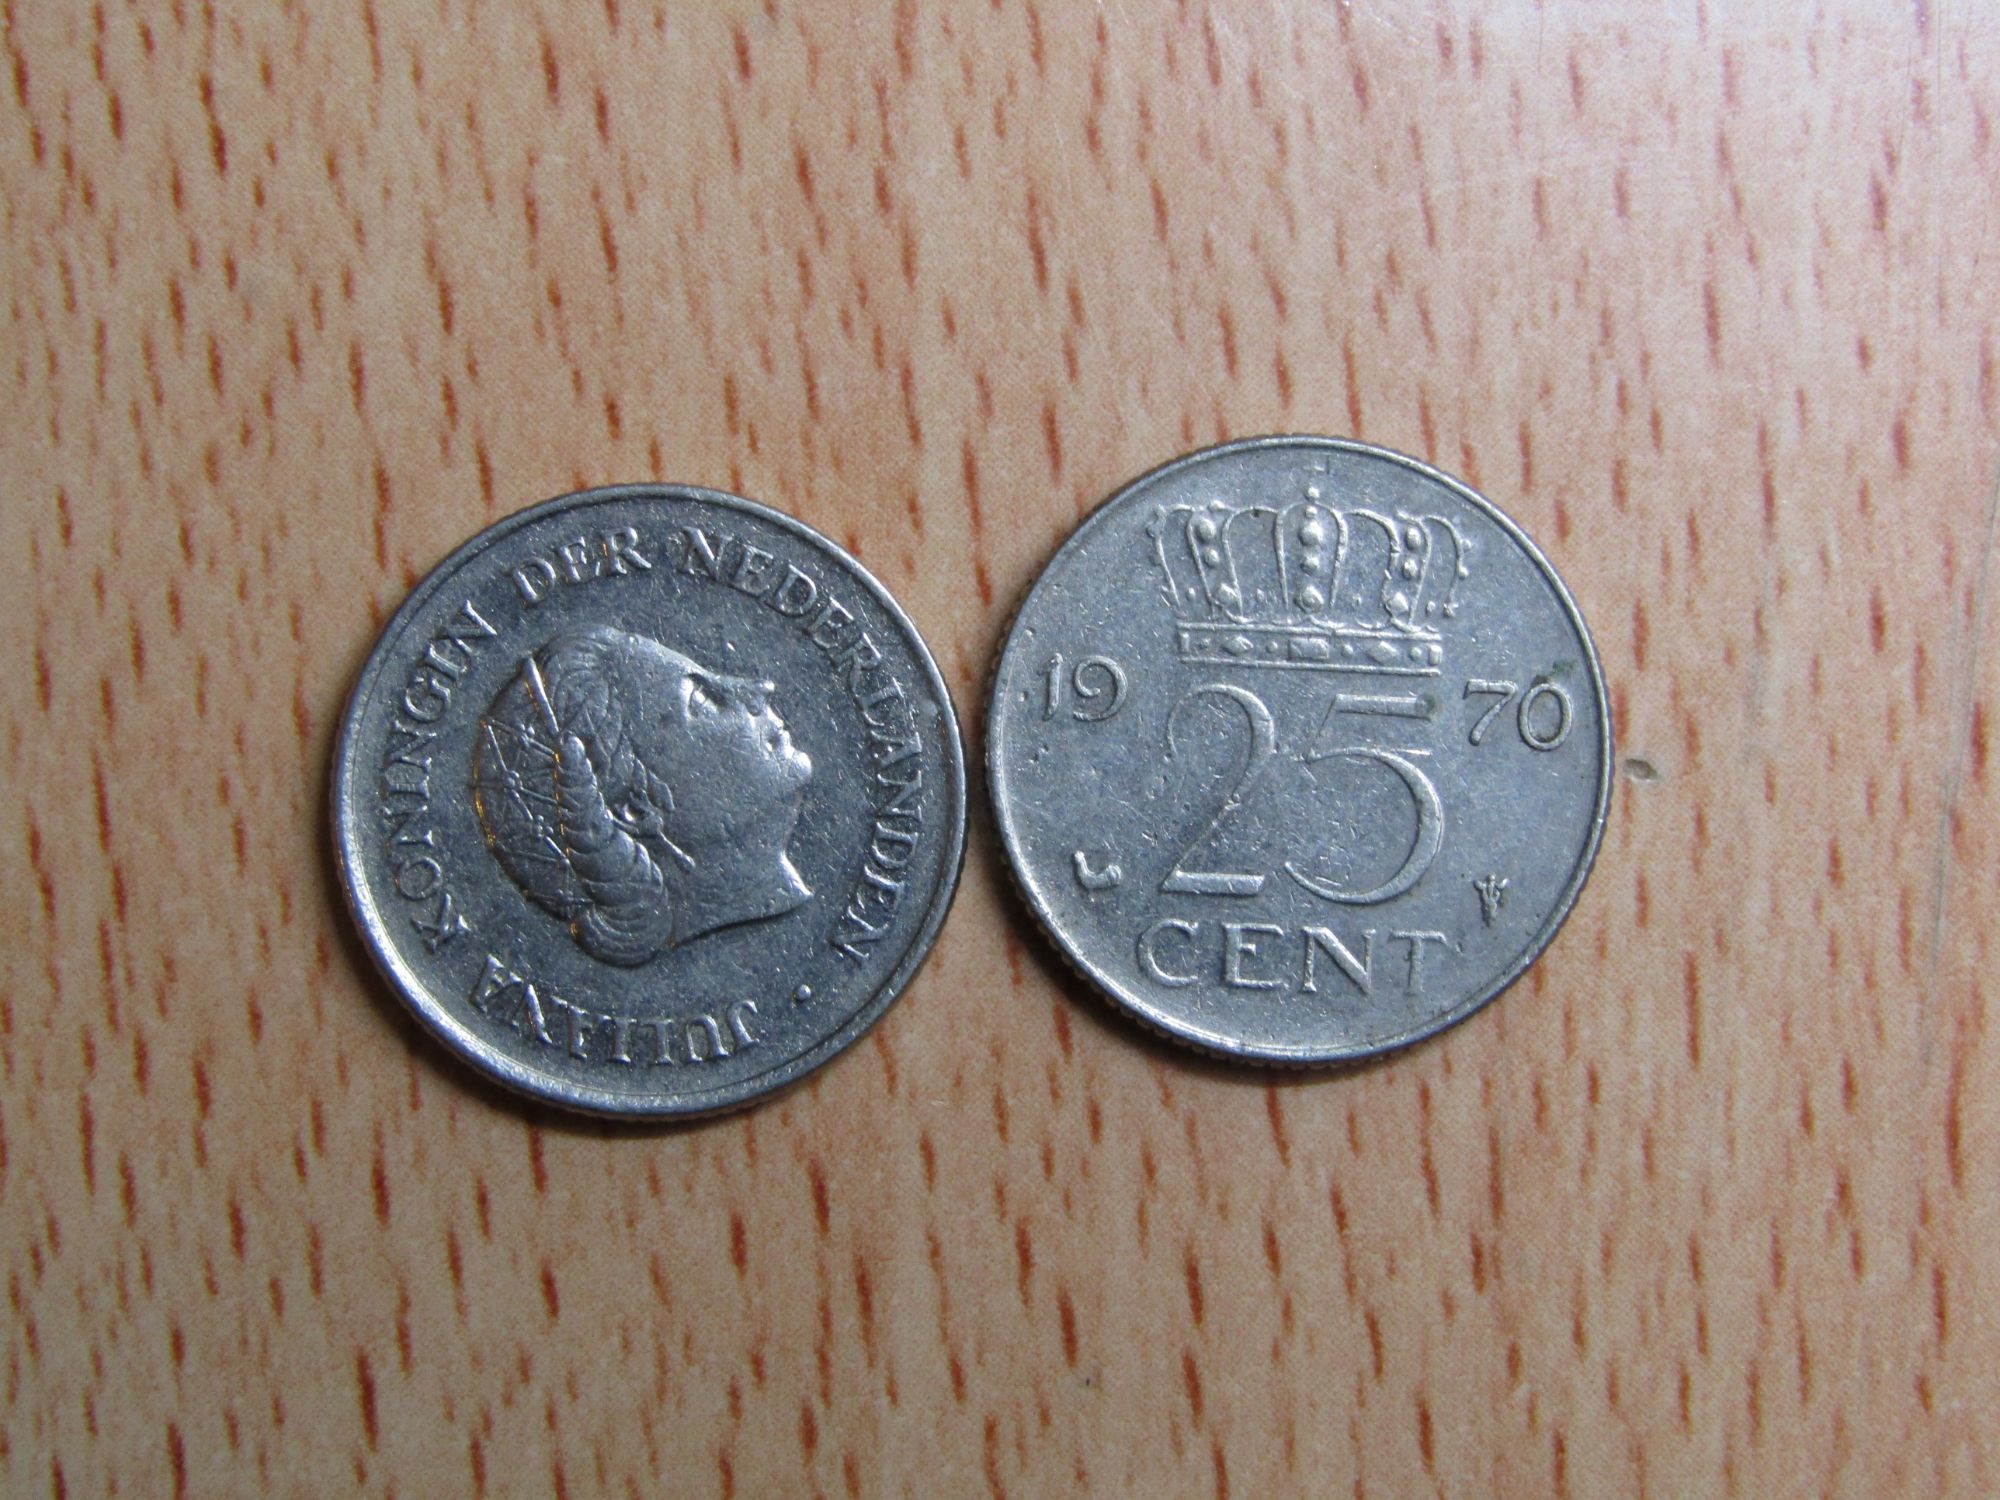 JULIANA KONINGIN DER NEDERLANDEN
19 70
25
CENT